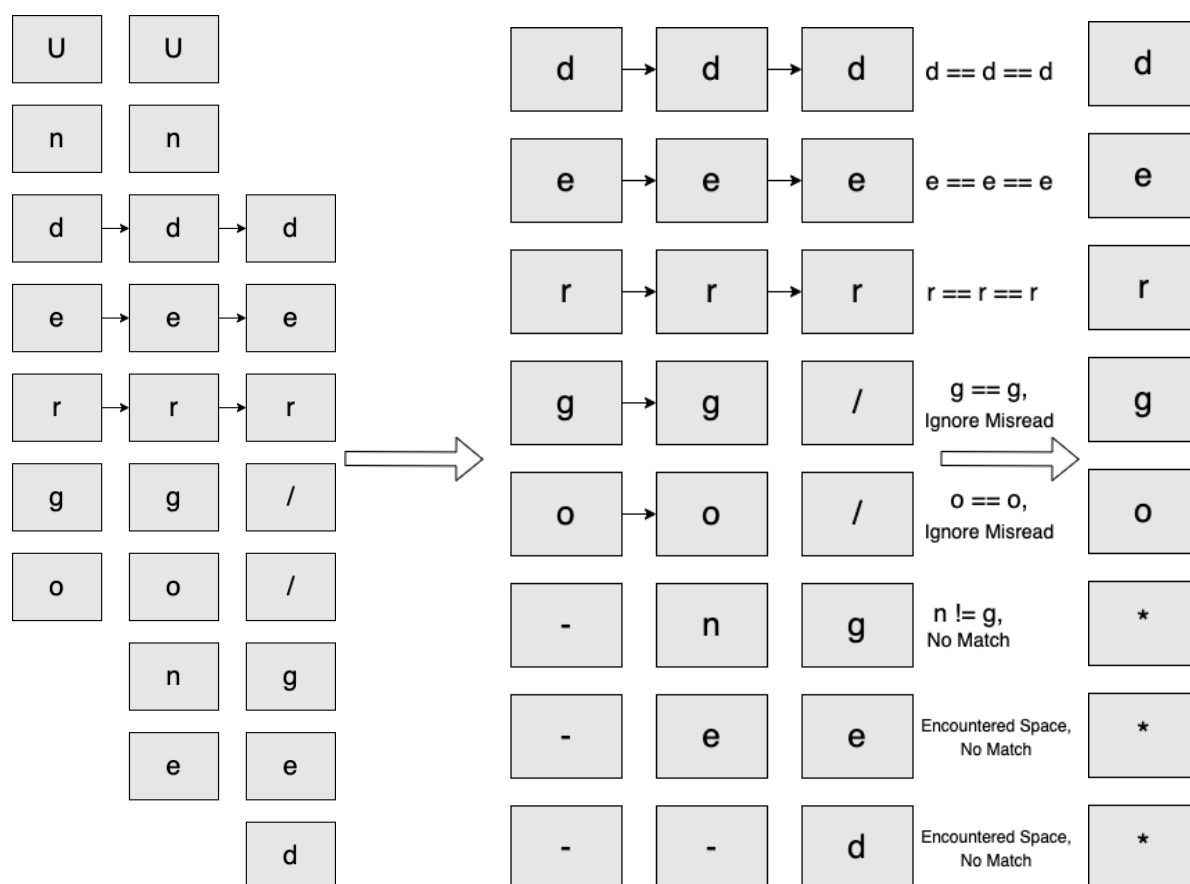 U U
n n
d d d
e e e
r r r
g g /
o o /
n g
e e
d
d d d d == d == d d
e e e e == e == e e
r r r r == r == r r
g g / g == g, g
Ignore Misread
o o / o == o, o
Ignore Misread
- n g n != g, *
No Match
- e e Encountered Space, *
No Match
- - d Encountered Space, *
No Match